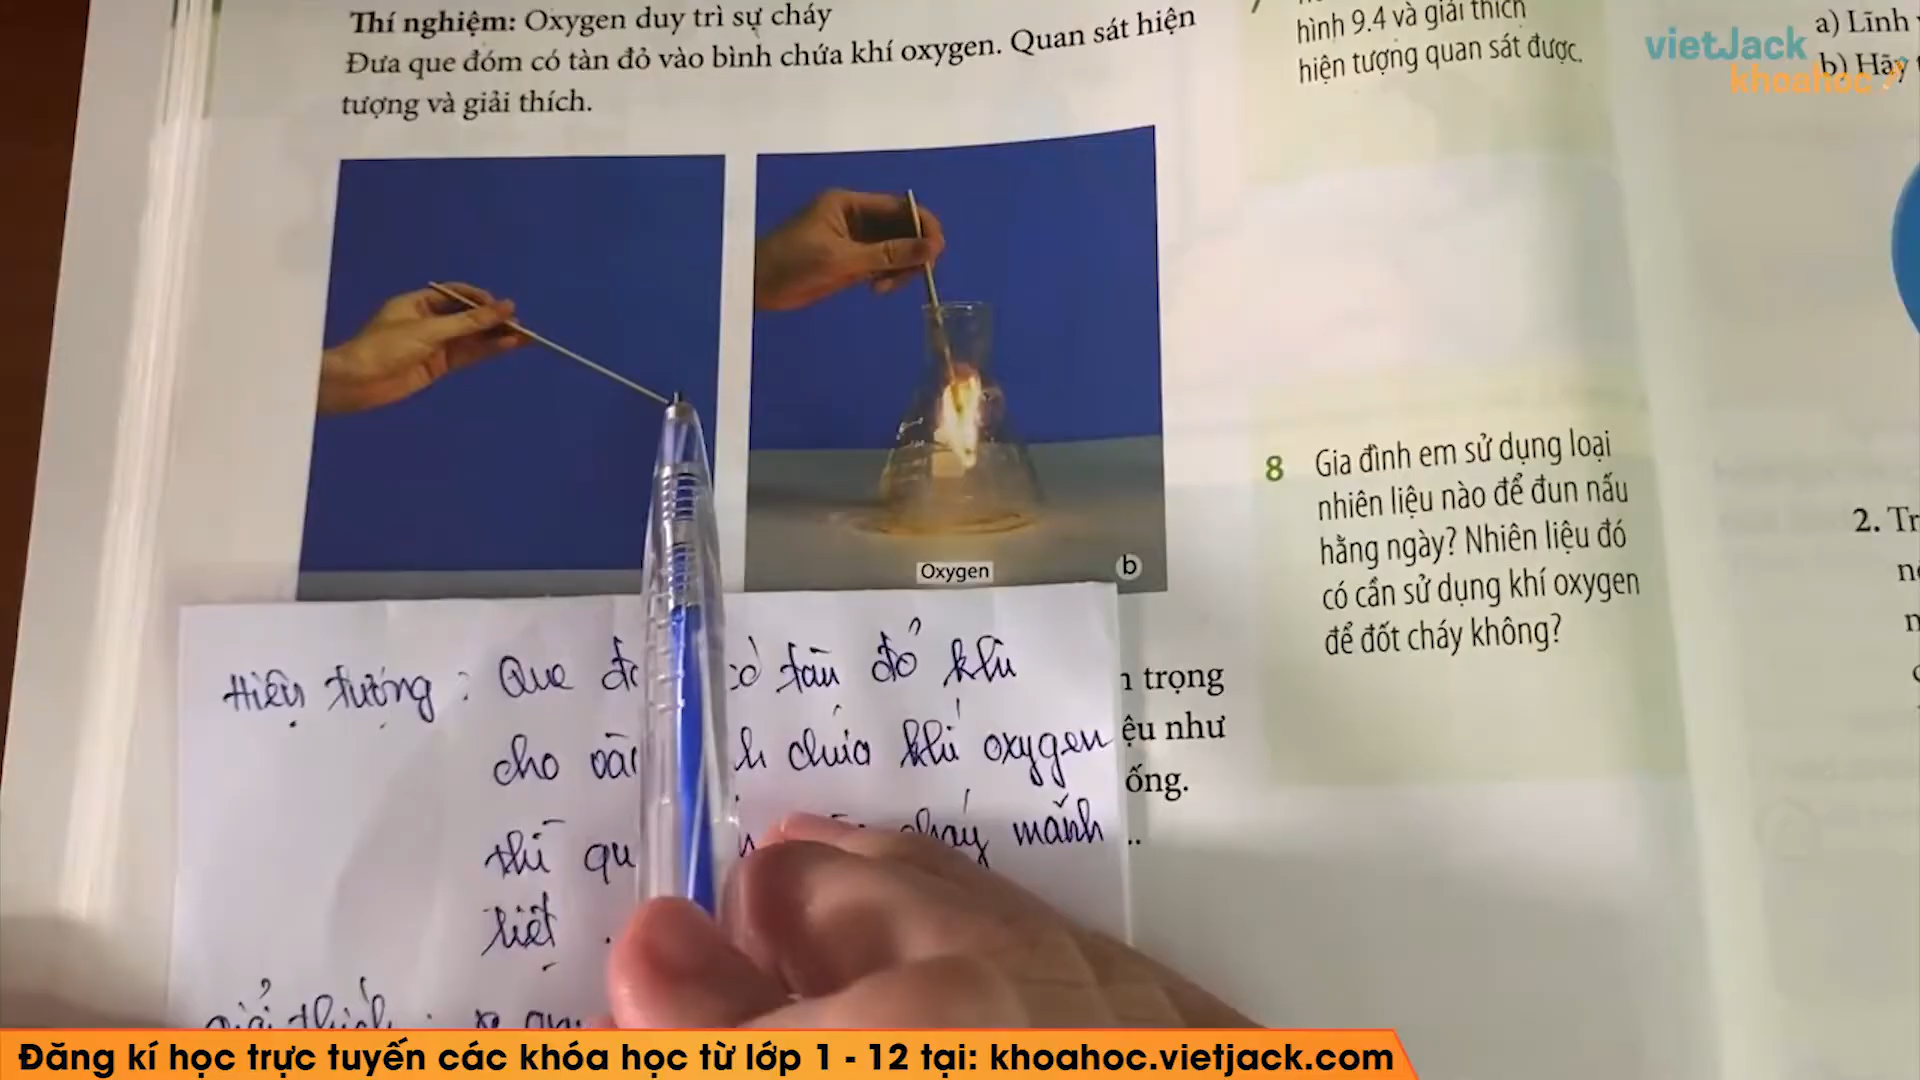 Thí nghiệm: Oxygen duy trì sự cháy
Đưa que đóm có tàn đỏ vào bình chứa khí oxygen. Quan sát hiện
tượng và giải thích.
hình 9.4 và giải thích
hiện tượng quan sát được.
a) Lĩnh
b) Hãy
vietJack
khoahoc
Oxygen
b
8 Gia đình em sử dụng loại
nhiên liệu nào để đun nấu
hằng ngày? Nhiên liệu đó
có cần sử dụng khí oxygen
để đốt cháy không?
2. Tr
trọng
như
ống.
Hiện tượng: Que có tàn đỏ khi
cho chứa khí oxygen
thì cháy mãnh
liệt.
giải thích:
Đăng kí học trực tuyến các khóa học từ lớp 1 - 12 tại: khoahoc.vietjack.com